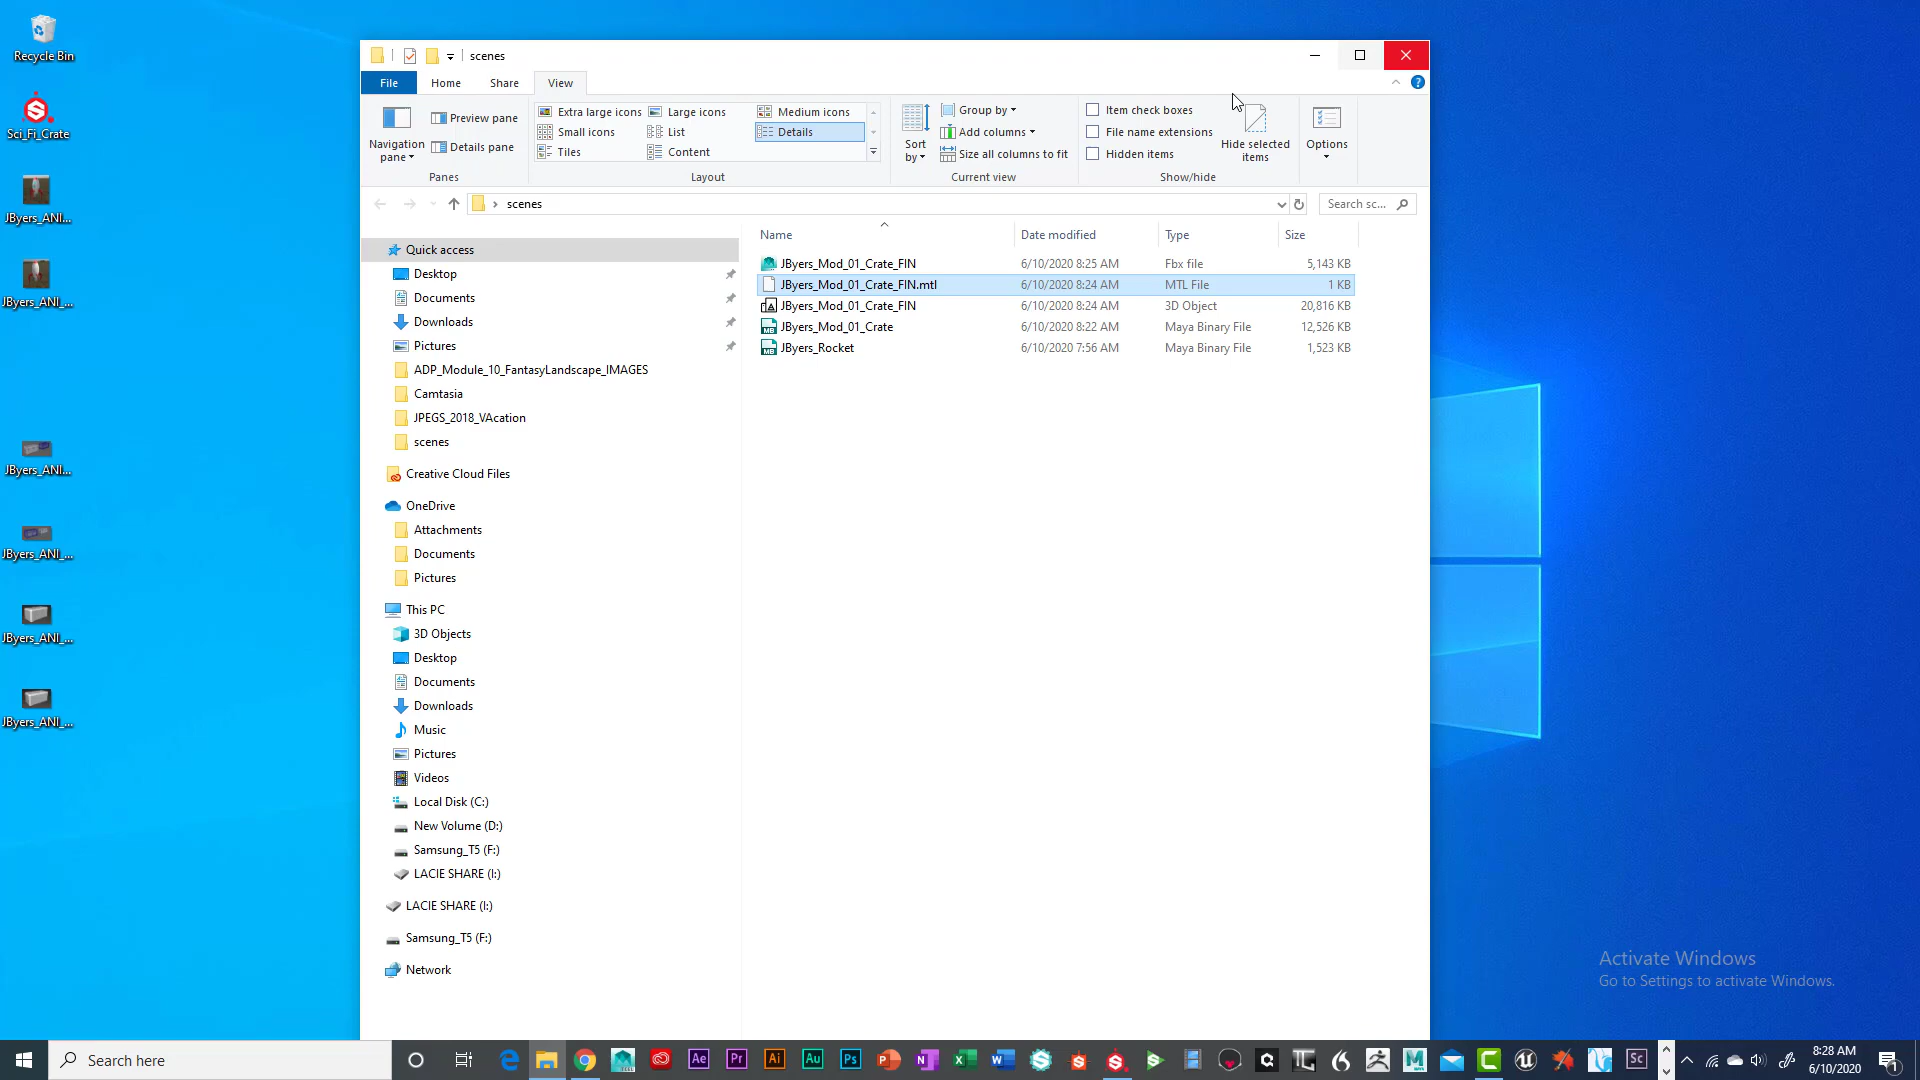 Recycle Bin
Sci_Fi_Crate
JByers_ANI...
JByers_ANI_...
JByers_ANI...
JByers_ANI_...
JByers_ANI_...
JByers_ANI_...
scenes
File Home Share View
Navigation pane
Preview pane
Details pane
Panes
Extra large icons Large icons Medium icons
Small icons List Details
Tiles Content
Layout
Sort by
Group by
Add columns
Size all columns to fit
Current view
Item check boxes
File name extensions
Hidden items
Hide selected items
Show/hide
Options
scenes
Search sc...
Quick access
Desktop
Documents
Downloads
Pictures
ADP_Module_10_FantasyLandscape_IMAGES
Camtasia
JPEGS_2018_VAcation
scenes
Creative Cloud Files
OneDrive
Attachments
Documents
Pictures
This PC
3D Objects
Desktop
Documents
Downloads
Music
Pictures
Videos
Local Disk (C:)
New Volume (D:)
Samsung_T5 (F:)
LACIE SHARE (I:)
LACIE SHARE (I:)
Samsung_T5 (F:)
Network
Name Date modified Type Size
JByers_Mod_01_Crate_FIN 6/10/2020 8:25 AM Fbx file 5,143 KB
JByers_Mod_01_Crate_FIN.mtl 6/10/2020 8:24 AM MTL File 1 KB
JByers_Mod_01_Crate_FIN 6/10/2020 8:24 AM 3D Object 20,816 KB
JByers_Mod_01_Crate 6/10/2020 8:22 AM Maya Binary File 12,526 KB
JByers_Rocket 6/10/2020 7:56 AM Maya Binary File 1,523 KB
Activate Windows
Go to Settings to activate Windows.
Search here
8:28 AM
6/10/2020